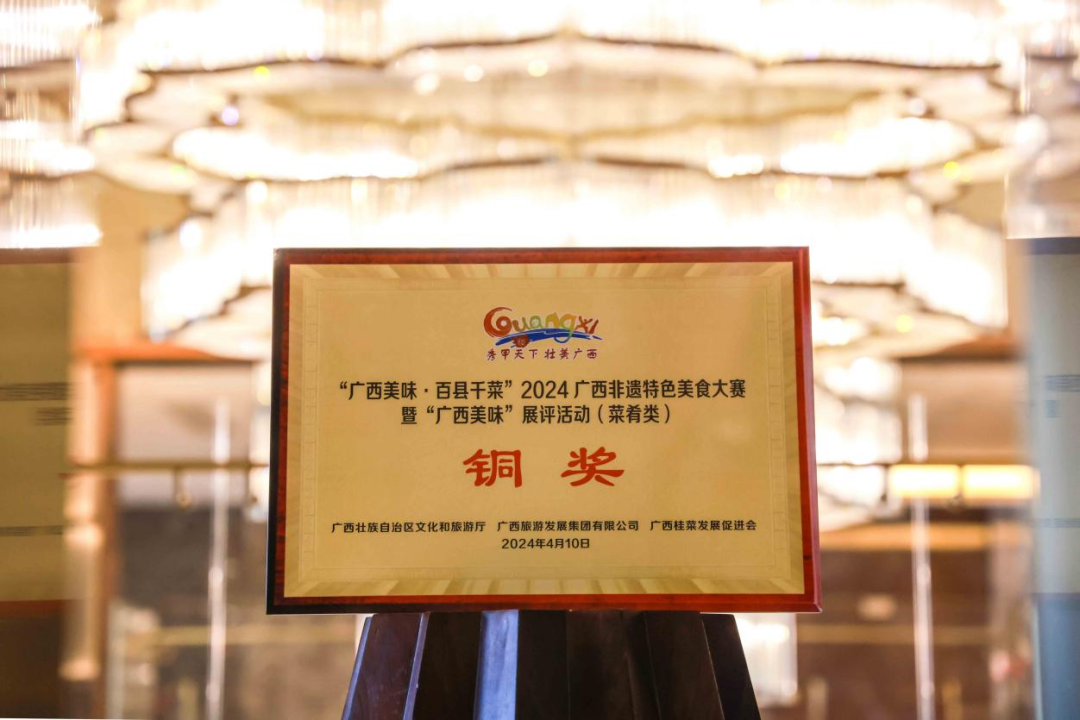 Guangxi
秀甲天下 壮美广西
“广西美味·百县千菜”2024广西非遗特色美食大赛
暨“广西美味”展评活动（菜肴类）
铜 奖
广西壮族自治区文化和旅游厅 广西旅游发展集团有限公司 广西桂菜发展促进会
2024年4月10日